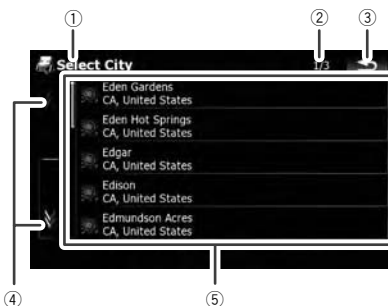 ① ② ③
Select City 1/3
Eden Gardens
CA, United States
Eden Hot Springs
CA, United States
Edgar
CA, United States
Edison
CA, United States
Edmundson Acres
CA, United States
④ ⑤